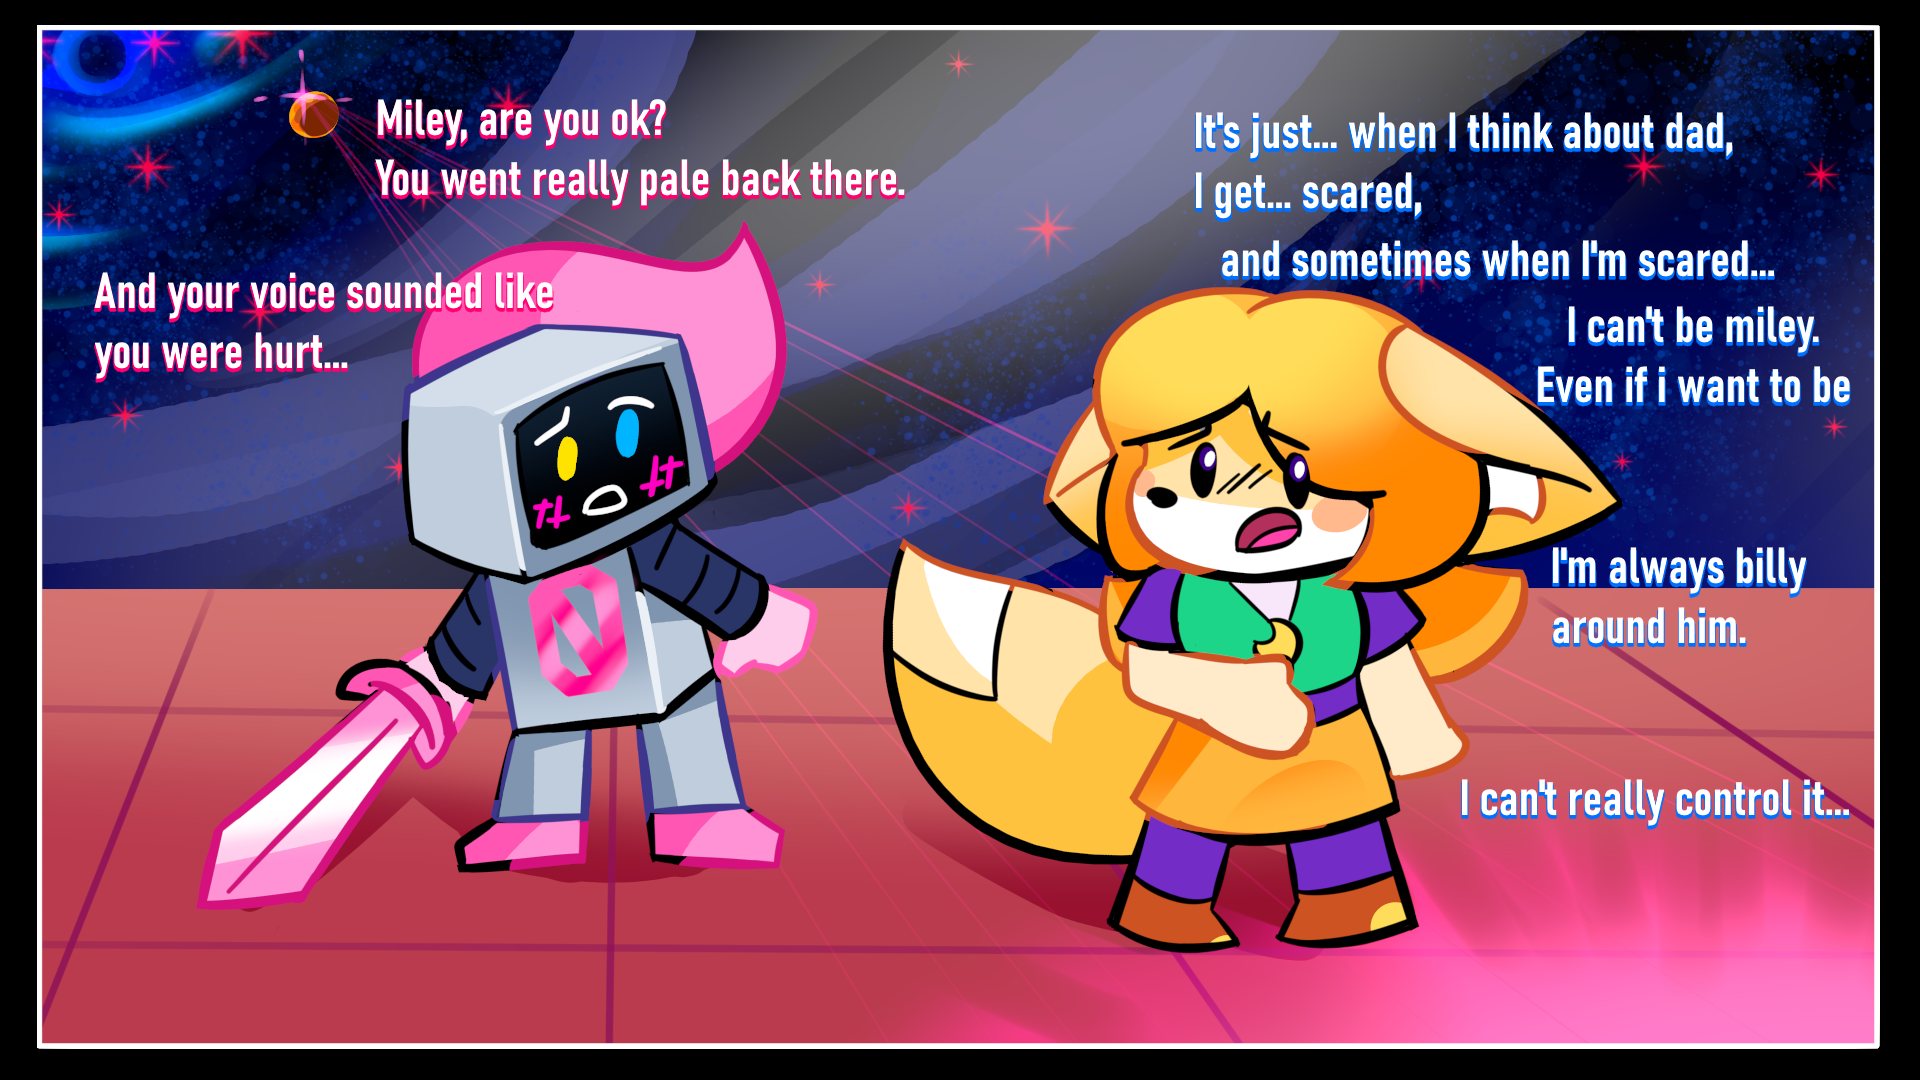 Miley, are you ok?
You went really pale back there.
And your voice sounded like
you were hurt...
N
It's just... when I think about dad,
I get... scared,
and sometimes when I'm scared...
I can't be miley.
Even if i want to be
I'm always billy
around him.
I can't really control it...